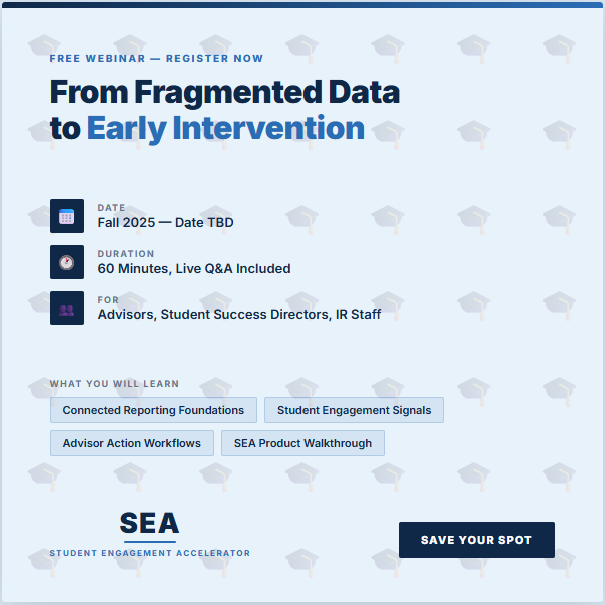 FREE WEBINAR — REGISTER NOW
From Fragmented Data
to Early Intervention
DATE
Fall 2025 — Date TBD
DURATION
60 Minutes, Live Q&A Included
FOR
Advisors, Student Success Directors, IR Staff
WHAT YOU WILL LEARN
Connected Reporting Foundations
Student Engagement Signals
Advisor Action Workflows
SEA Product Walkthrough
SEA
STUDENT ENGAGEMENT ACCELERATOR
SAVE YOUR SPOT